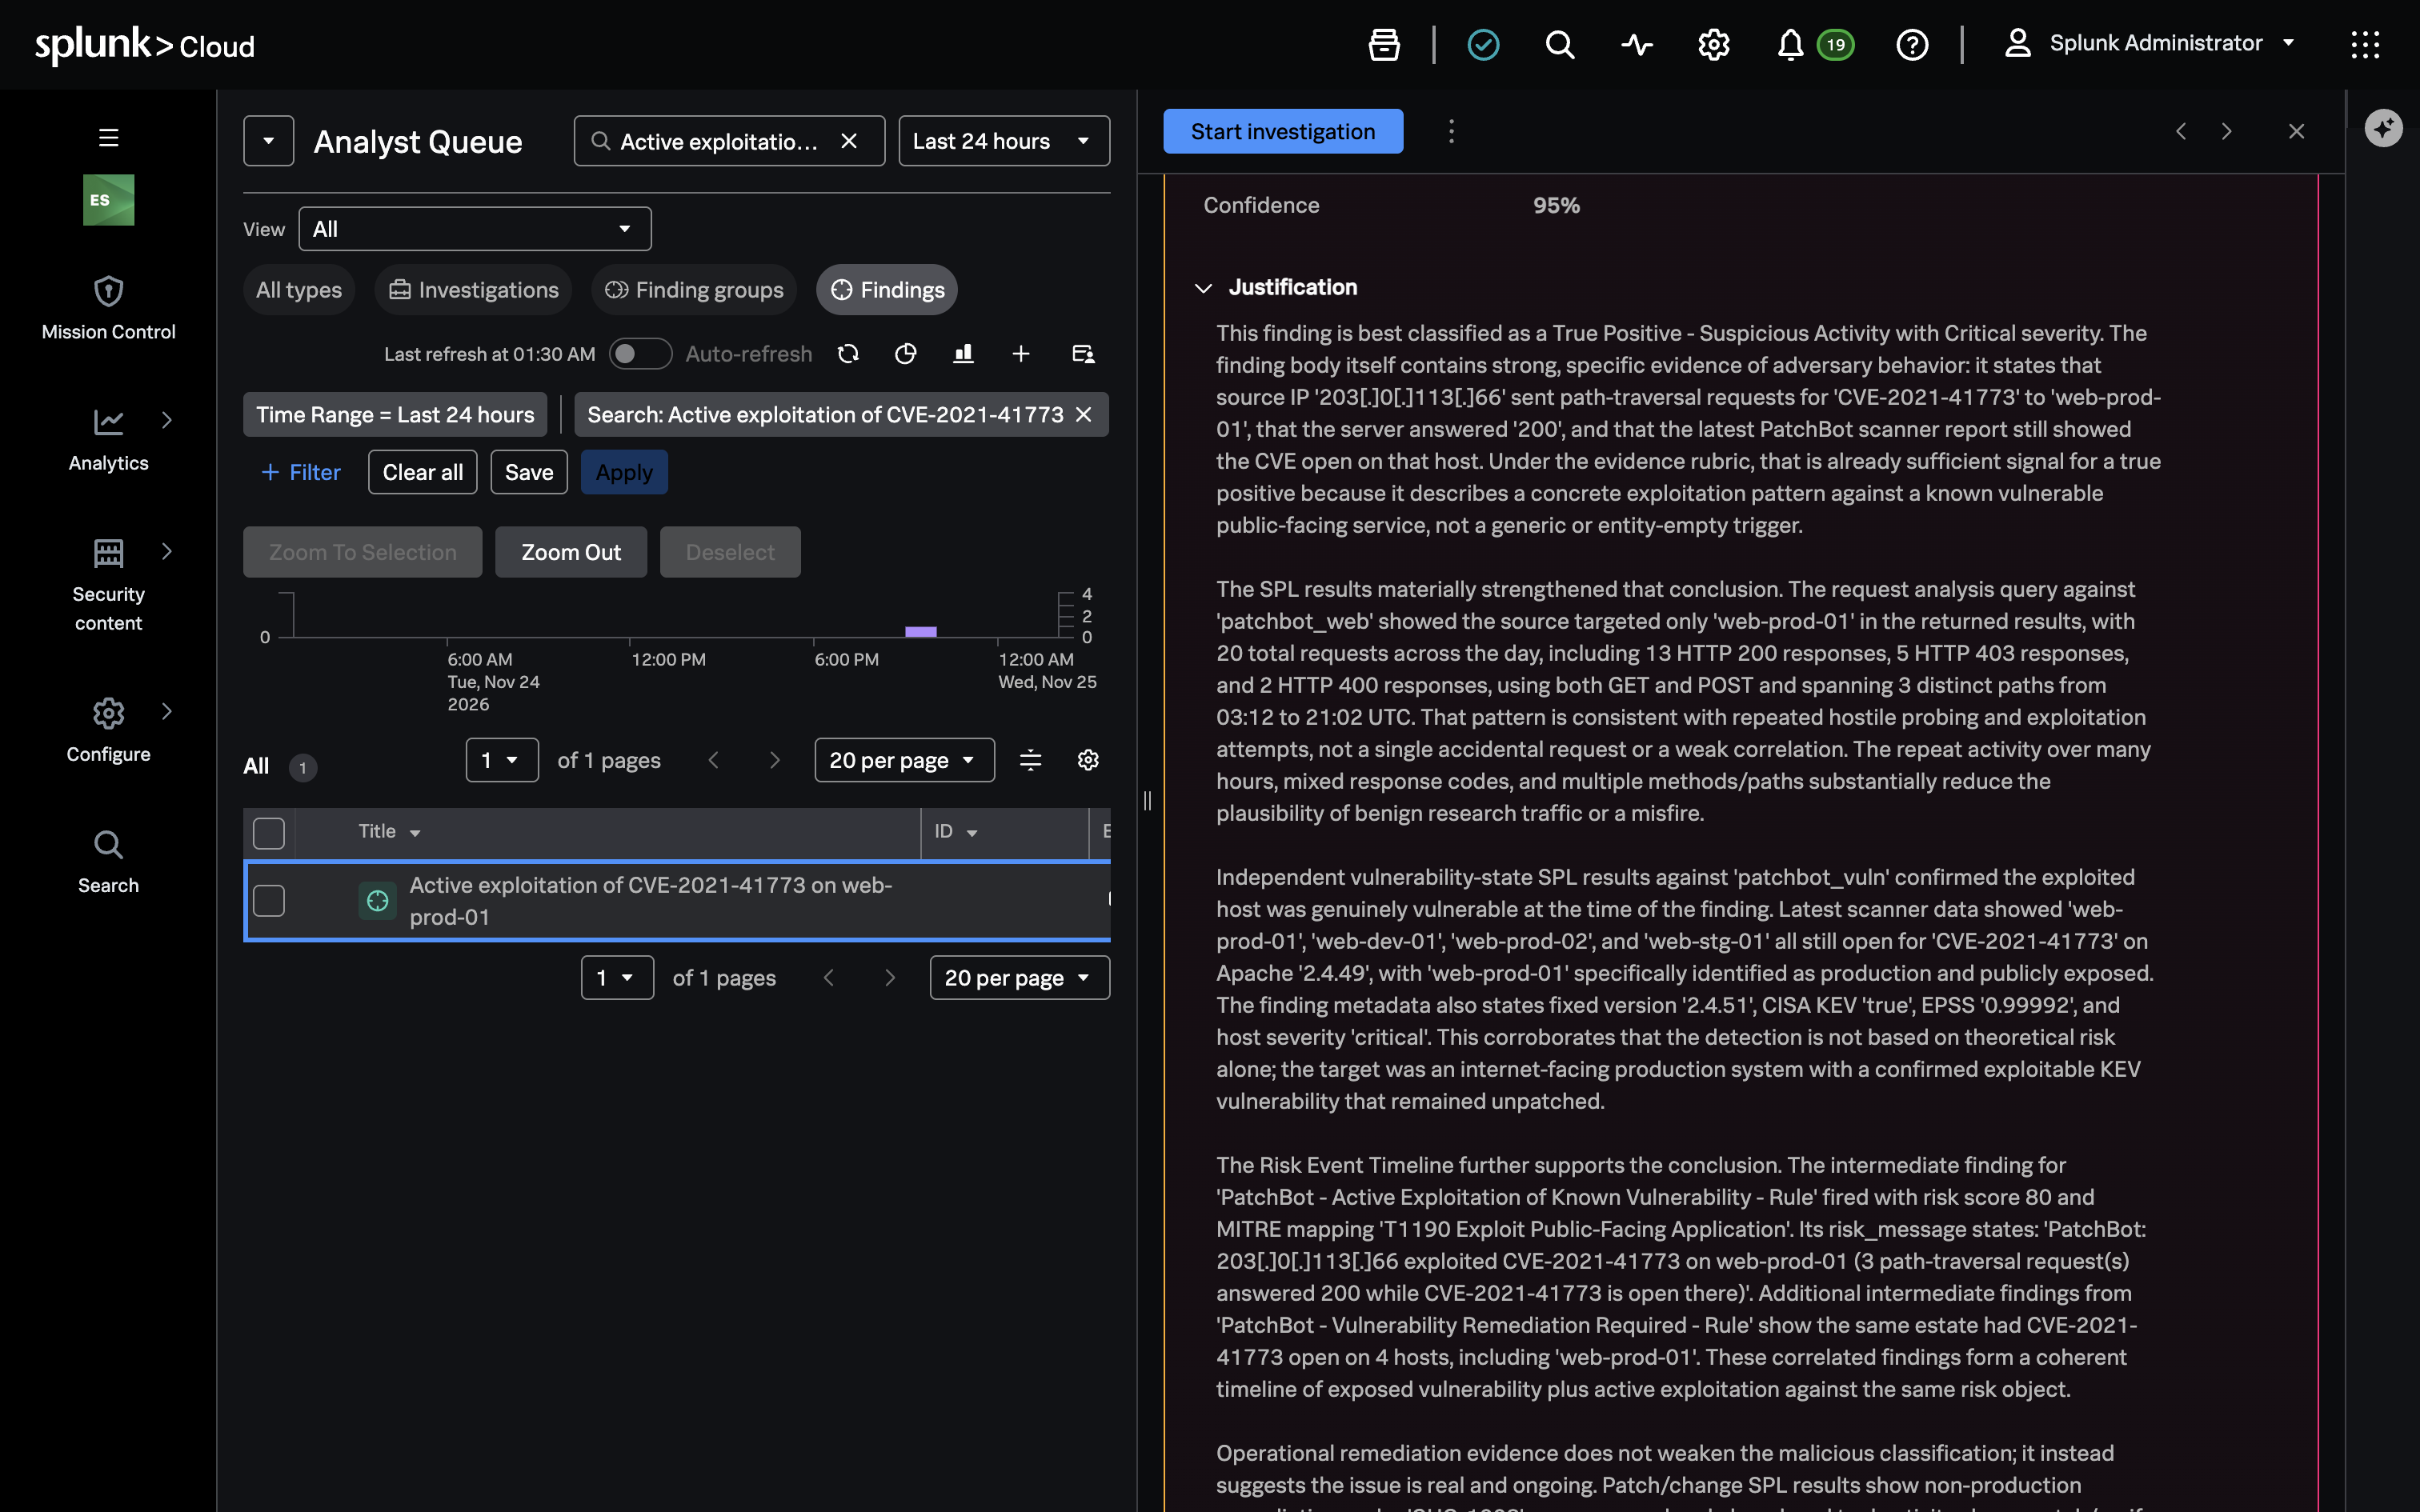 splunk>Cloud
19
Splunk Administrator
ES
Mission Control
Analytics
Security
content
Configure
Search
Analyst Queue
Active exploitatio...
Last 24 hours
View
All
All types
Investigations
Finding groups
Findings
Last refresh at 01:30 AM
Auto-refresh
Time Range = Last 24 hours
Search: Active exploitation of CVE-2021-41773
+ Filter
Clear all
Save
Apply
Zoom To Selection
Zoom Out
Deselect
0
4
2
0
6:00 AM
Tue, Nov 24
2026
12:00 PM
6:00 PM
12:00 AM
Wed, Nov 25
All 1
1
of 1 pages
20 per page
Title
ID
Active exploitation of CVE-2021-41773 on web-
prod-01
1
of 1 pages
20 per page
Start investigation
Confidence 95%
Justification
This finding is best classified as a True Positive - Suspicious Activity with Critical severity. The
finding body itself contains strong, specific evidence of adversary behavior: it states that
source IP '203[.]0[.]113[.]66' sent path-traversal requests for 'CVE-2021-41773' to 'web-prod-
01', that the server answered '200', and that the latest PatchBot scanner report still showed
the CVE open on that host. Under the evidence rubric, that is already sufficient signal for a true
positive because it describes a concrete exploitation pattern against a known vulnerable
public-facing service, not a generic or entity-empty trigger.
The SPL results materially strengthened that conclusion. The request analysis query against
'patchbot_web' showed the source targeted only 'web-prod-01' in the returned results, with
20 total requests across the day, including 13 HTTP 200 responses, 5 HTTP 403 responses,
and 2 HTTP 400 responses, using both GET and POST and spanning 3 distinct paths from
03:12 to 21:02 UTC. That pattern is consistent with repeated hostile probing and exploitation
attempts, not a single accidental request or a weak correlation. The repeat activity over many
hours, mixed response codes, and multiple methods/paths substantially reduce the
plausibility of benign research traffic or a misfire.
Independent vulnerability-state SPL results against 'patchbot_vuln' confirmed the exploited
host was genuinely vulnerable at the time of the finding. Latest scanner data showed 'web-
prod-01', 'web-dev-01', 'web-prod-02', and 'web-stg-01' all still open for 'CVE-2021-41773' on
Apache '2.4.49', with 'web-prod-01' specifically identified as production and publicly exposed.
The finding metadata also states fixed version '2.4.51', CISA KEV 'true', EPSS '0.99992', and
host severity 'critical'. This corroborates that the detection is not based on theoretical risk
alone; the target was an internet-facing production system with a confirmed exploitable KEV
vulnerability that remained unpatched.
The Risk Event Timeline further supports the conclusion. The intermediate finding for
'PatchBot - Active Exploitation of Known Vulnerability - Rule' fired with risk score 80 and
MITRE mapping 'T1190 Exploit Public-Facing Application'. Its risk_message states: 'PatchBot:
203[.]0[.]113[.]66 exploited CVE-2021-41773 on web-prod-01 (3 path-traversal request(s)
answered 200 while CVE-2021-41773 is open there)'. Additional intermediate findings from
'PatchBot - Vulnerability Remediation Required - Rule' show the same estate had CVE-2021-
41773 open on 4 hosts, including 'web-prod-01'. These correlated findings form a coherent
timeline of exposed vulnerability plus active exploitation against the same risk object.
Operational remediation evidence does not weaken the malicious classification; it instead
suggests the issue is real and ongoing. Patch/change SPL results show non-production